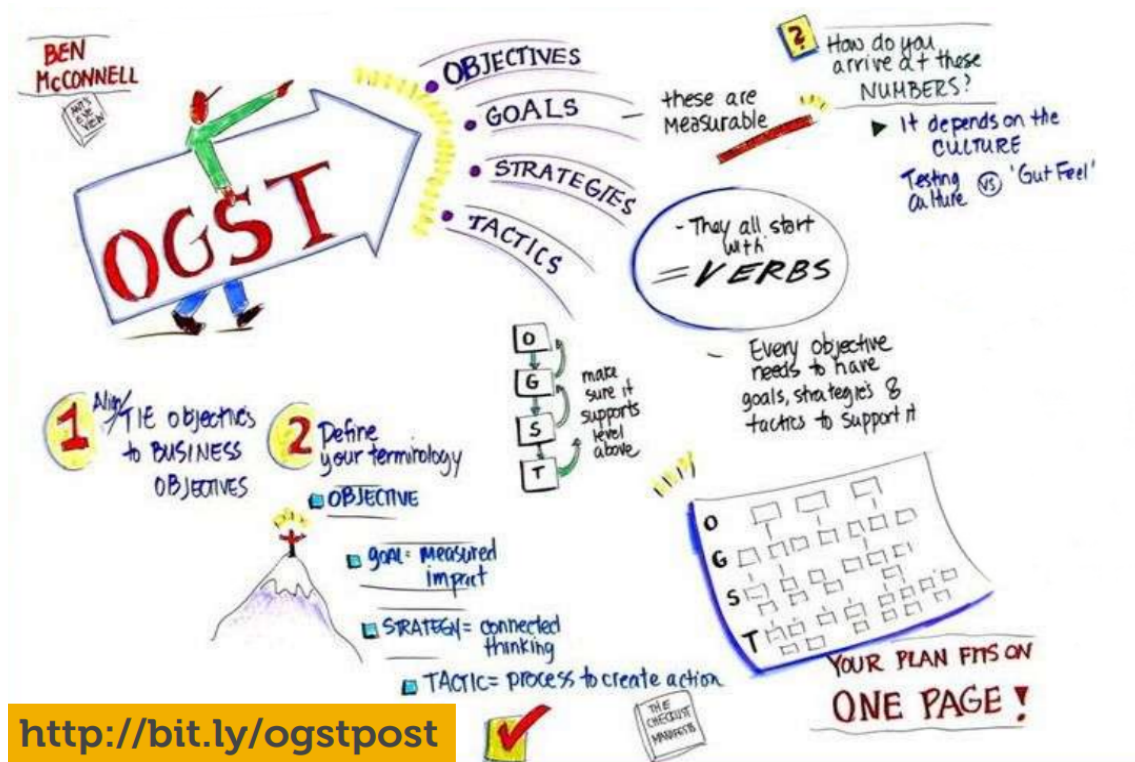 BEN
McCONNELL
ANT'S
EYE
VIEW
OGST
OBJECTIVES
GOALS
STRATEGIES
TACTICS
— these are
Measurable
?
How do you
arrive at these
NUMBERS?
It depends on the
CULTURE
Testing
Culture VS 'Gut Feel'
- They all start
with
= VERBS
O
G
S
T
make
sure it
supports
level
above
- Every objective
needs to have
goals, strategies &
tactics to support it
1 Align/TIE objectives
to BUSINESS
OBJECTIVES
2 Define
your terminology
OBJECTIVE
GOAL = Measured
impact
STRATEGY = connected
thinking
TACTIC = process to create action
THE
CHECKLIST
MANIFESTO
O
G
S
T
YOUR PLAN FITS ON
ONE PAGE!
http://bit.ly/ogstpost